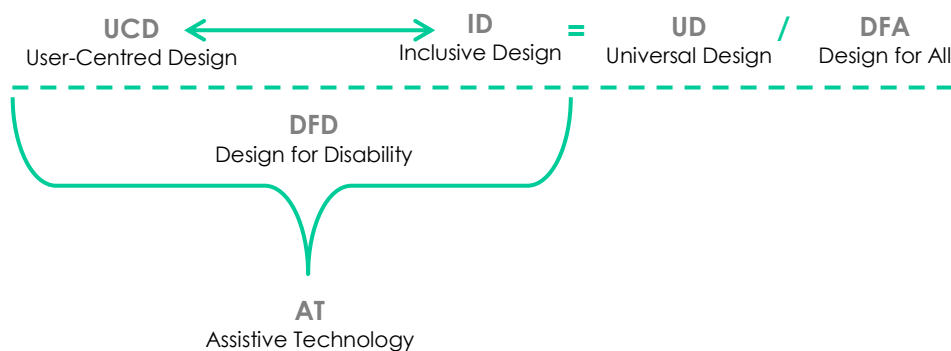 UCD ID = UD / DFA
User-Centred Design Inclusive Design Universal Design Design for All
DFD
Design for Disability
AT
Assistive Technology